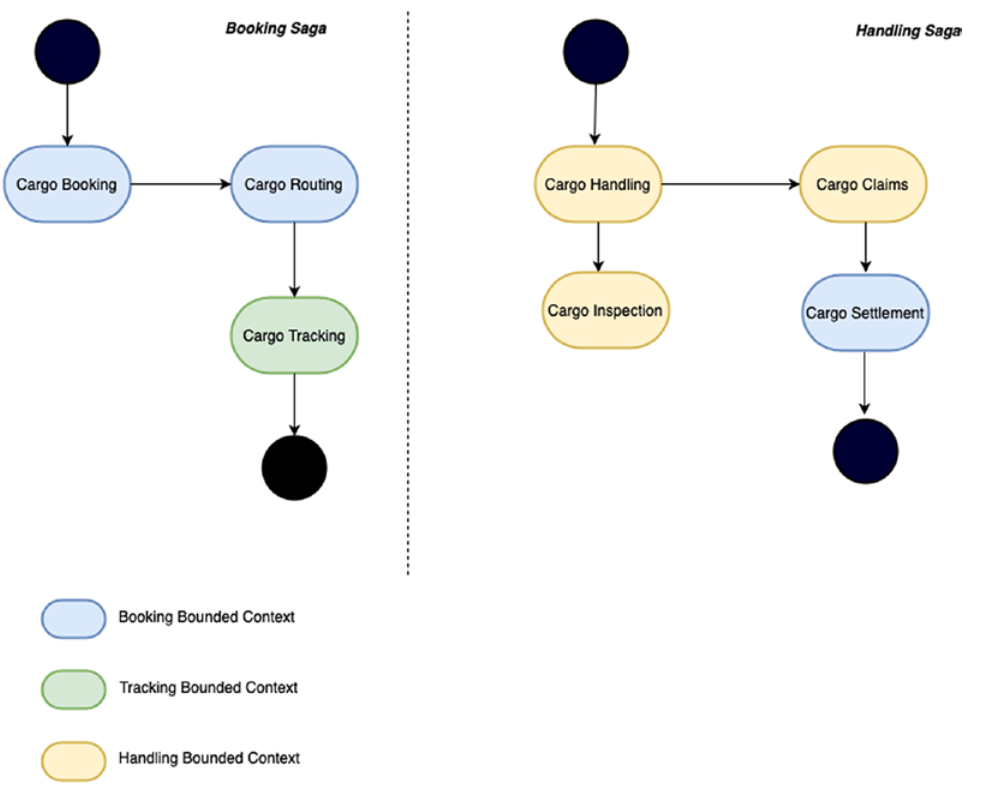 Booking Saga
Handling Saga
Cargo Booking
Cargo Routing
Cargo Handling
Cargo Claims
Cargo Tracking
Cargo Inspection
Cargo Settlement
Booking Bounded Context
Tracking Bounded Context
Handling Bounded Context